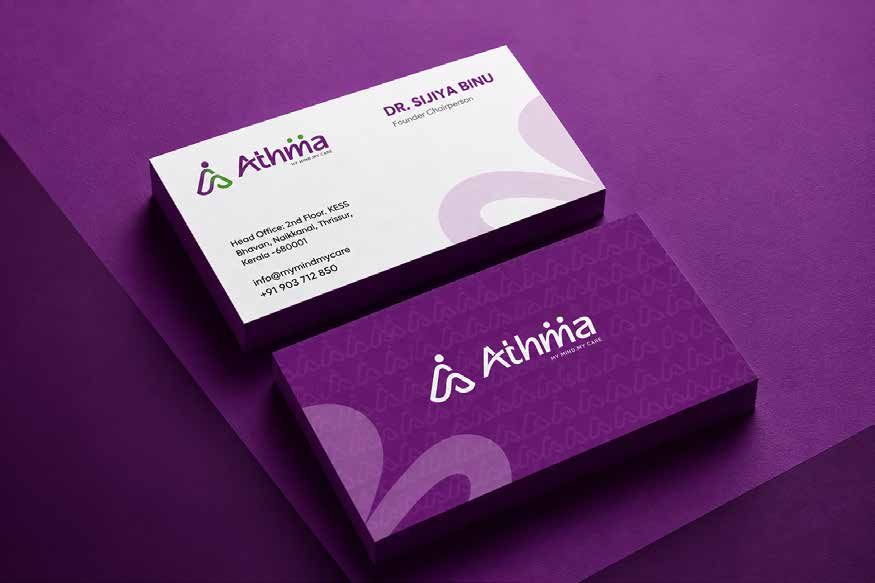 Athma
MY MIND MY CARE
DR. SIJIYA BINU
Founder Chairperson
Head Office: 2nd Floor, KESS
Bhavan, Naikkanal, Thrissur,
Kerala -680001
info@mymindmycare
+91 903 712 850
Athma
MY MIND MY CARE